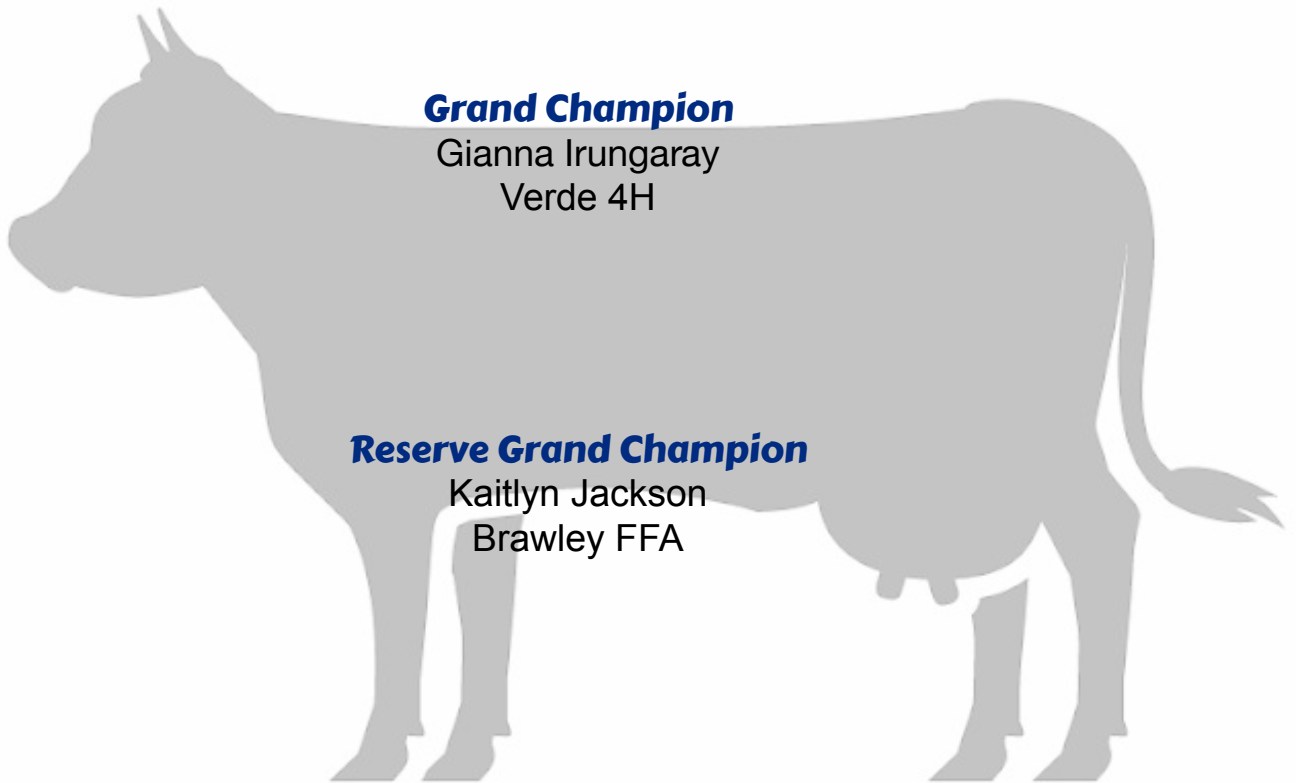 Grand Champion
Gianna Irungaray
Verde 4H
Reserve Grand Champion
Kaitlyn Jackson
Brawley FFA